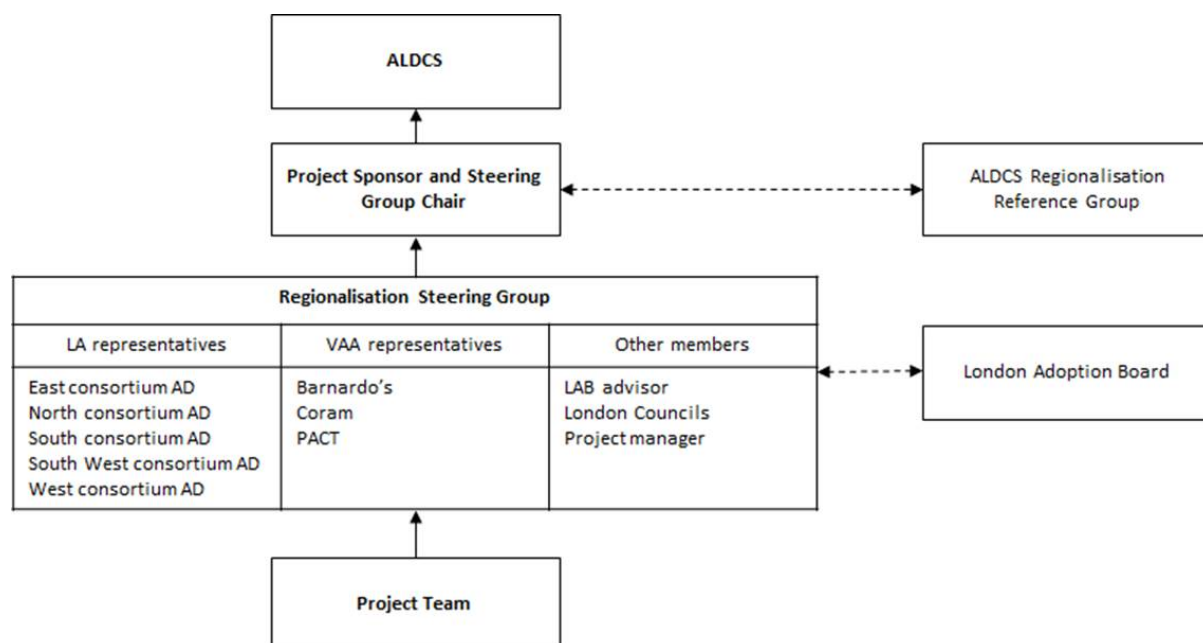 ALDCS
Project Sponsor and Steering
Group Chair
ALDCS Regionalisation
Reference Group
Regionalisation Steering Group
LA representatives
VAA representatives
Other members
East consortium AD
North consortium AD
South consortium AD
South West consortium AD
West consortium AD
Barnardo's
Coram
PACT
LAB advisor
London Councils
Project manager
London Adoption Board
Project Team